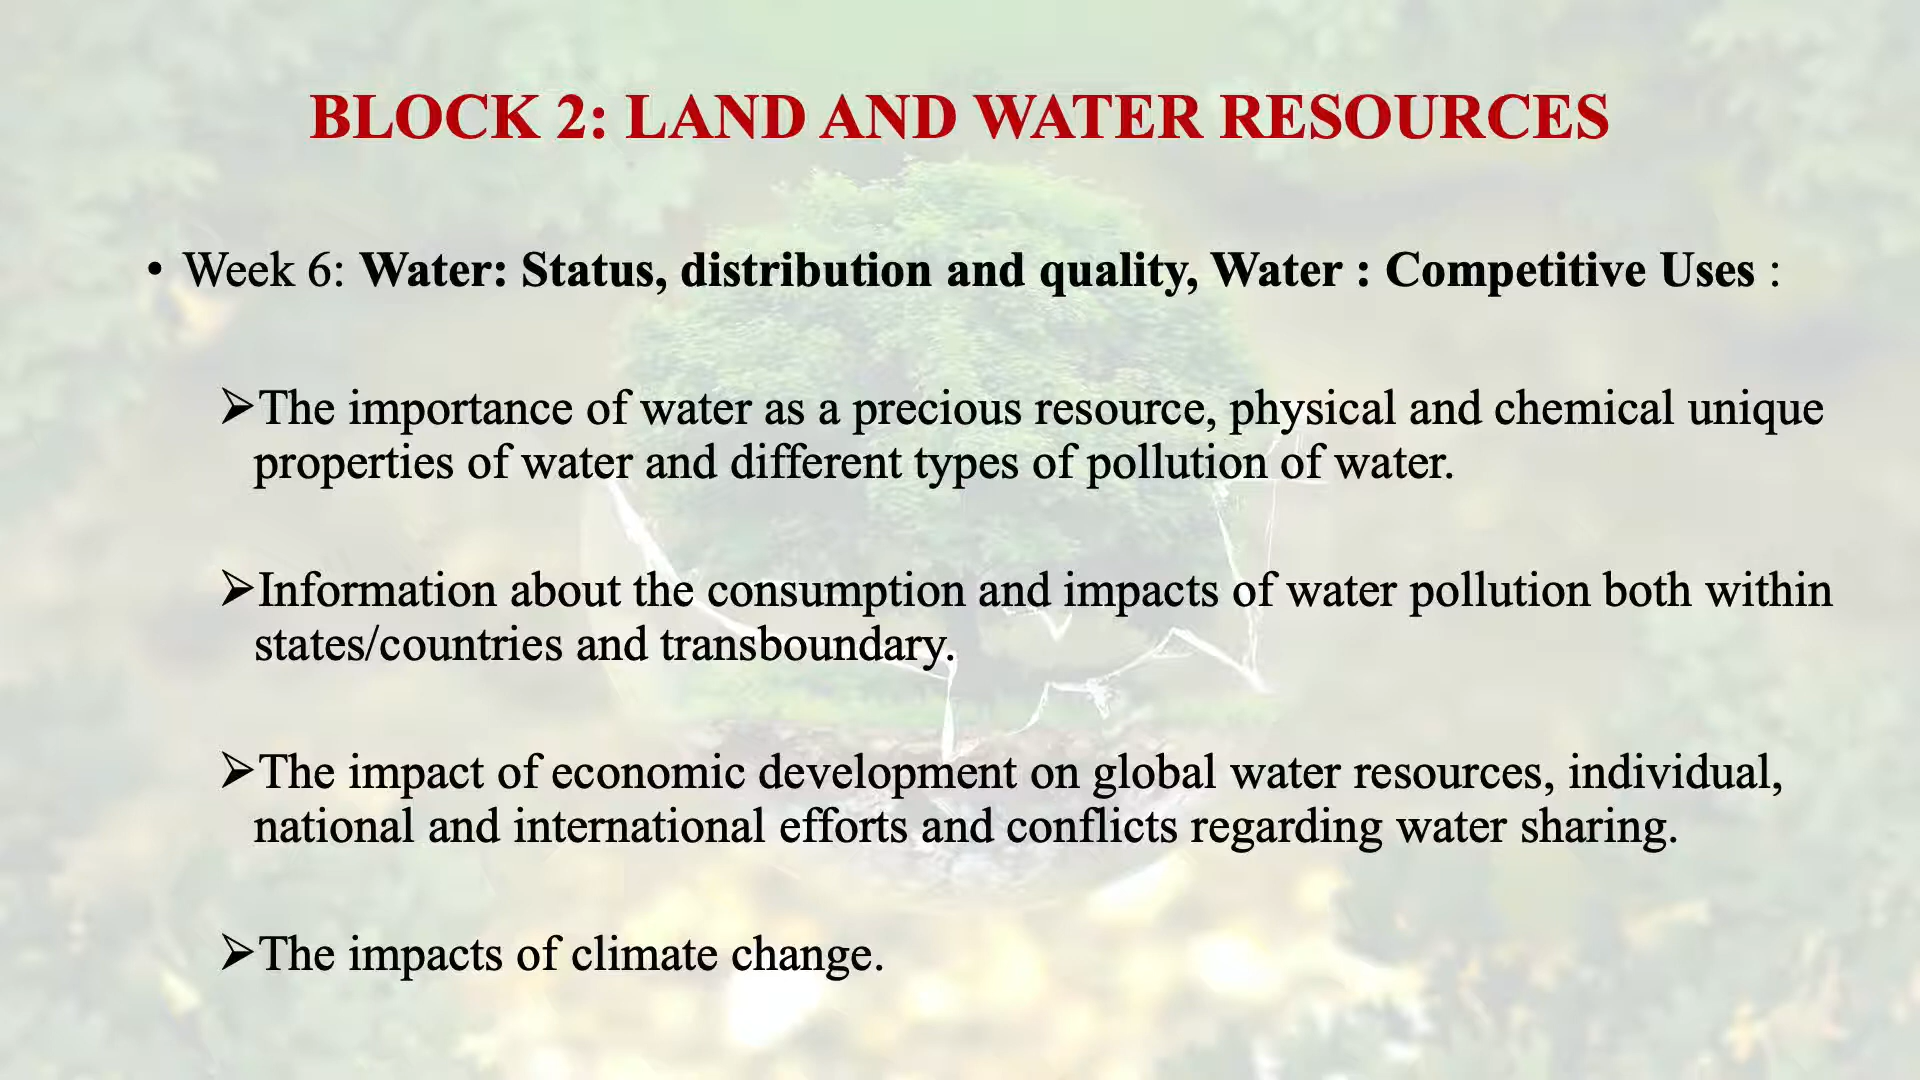 BLOCK 2: LAND AND WATER RESOURCES
• Week 6: Water: Status, distribution and quality, Water : Competitive Uses :
➢The importance of water as a precious resource, physical and chemical unique
properties of water and different types of pollution of water.
➢Information about the consumption and impacts of water pollution both within
states/countries and transboundary.
➢The impact of economic development on global water resources, individual,
national and international efforts and conflicts regarding water sharing.
➢The impacts of climate change.